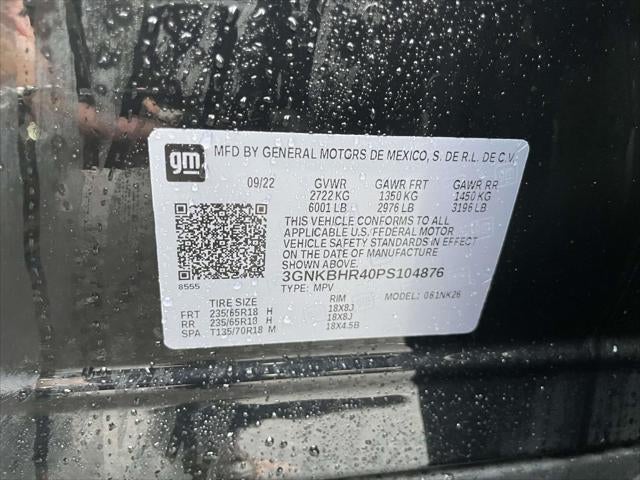 gm MFD BY GENERAL MOTORS DE MEXICO, S. DE R.L. DE C.V.
09/22 GVWR GAWR FRT GAWR RR
2722 KG 1350 KG 1450 KG
6001 LB 2976 LB 3196 LB
THIS VEHICLE CONFORMS TO ALL
APPLICABLE U.S. FEDERAL MOTOR
VEHICLE SAFETY STANDARDS IN EFFECT
ON THE DATE OF MANUFACTURE
SHOWN ABOVE.
8555 3GNKBHR40PS104876
TYPE: MPV MODEL: 061NK26
TIRE SIZE RIM
FRT 235/65R18 H 18X8J
RR 235/65R18 H 18X8J
SPA T135/70R18 M 18X4.5B